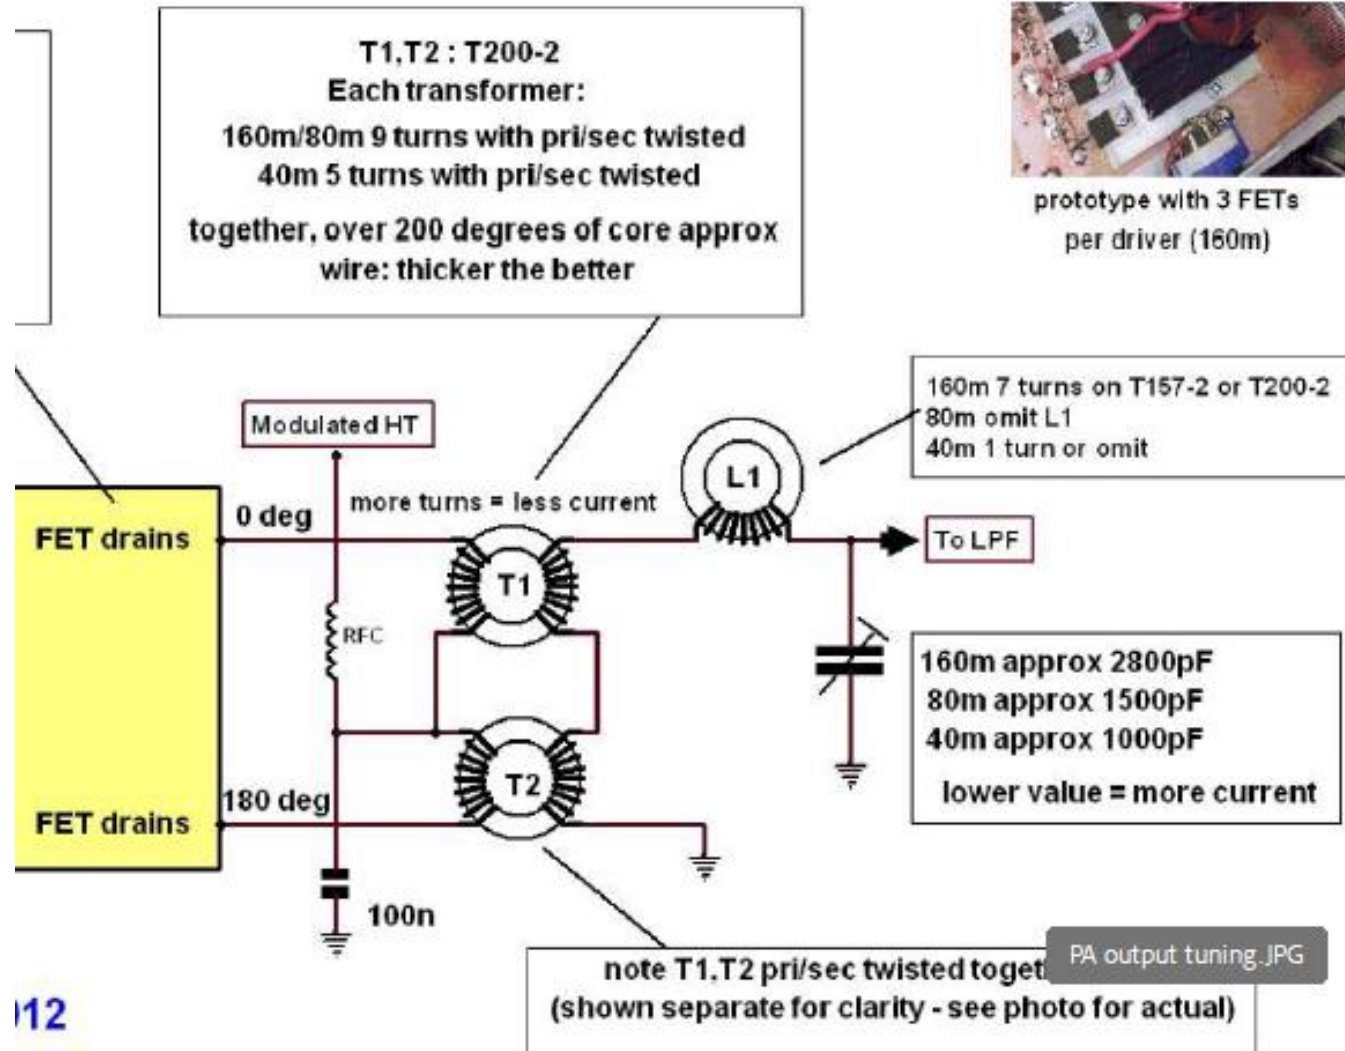 T1,T2 : T200-2
Each transformer:
160m/80m 9 turns with pri/sec twisted
40m 5 turns with pri/sec twisted
together, over 200 degrees of core approx
wire: thicker the better
prototype with 3 FETs
per driver (160m)
160m 7 turns on T157-2 or T200-2
80m omit L1
40m 1 turn or omit
Modulated HT
more turns = less current
L1
0 deg
FET drains
To LPF
T1
RFC
160m approx 2800pF
80m approx 1500pF
40m approx 1000pF
lower value = more current
T2
180 deg
FET drains
100n
note T1,T2 pri/sec twisted
(shown separate for clarity - see photo for actual)
PA output tuning.JPG